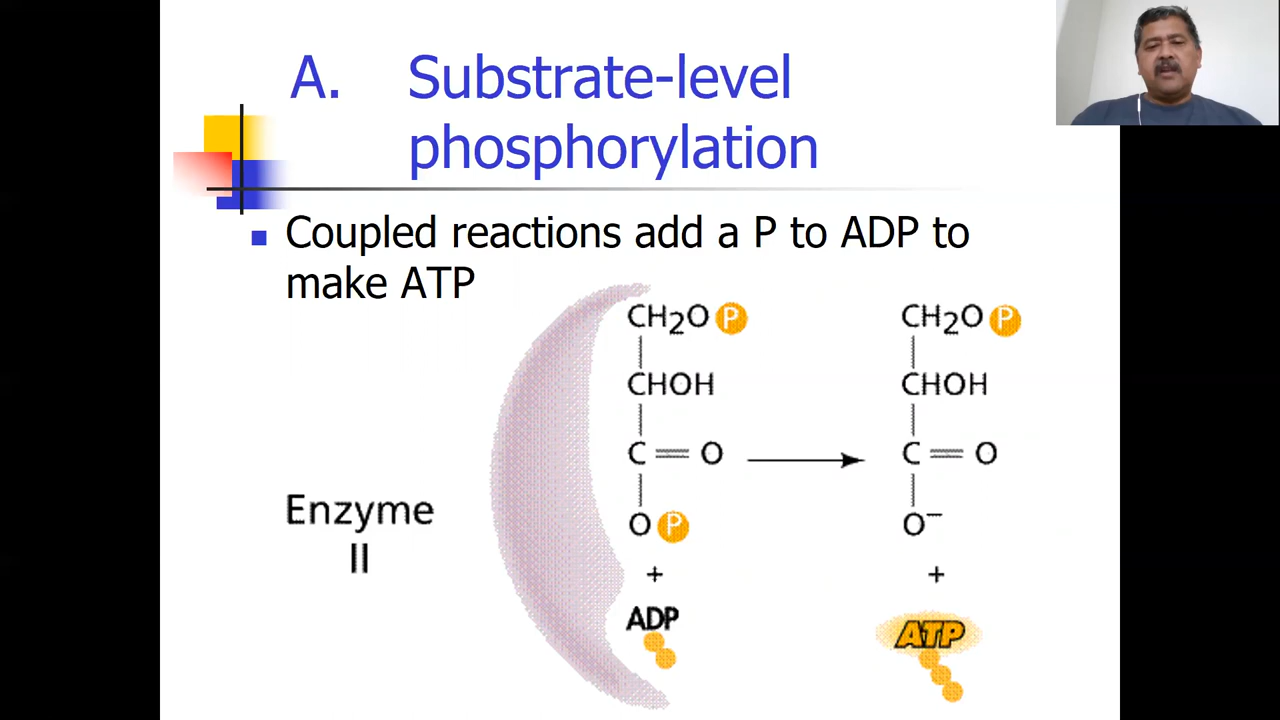 A. Substrate-level
phosphorylation
Coupled reactions add a P to ADP to
make ATP
CH2O P
CHOH
C O
O P
+
ADP
CH2O P
CHOH
C O
O−
+
ATP
Enzyme
II